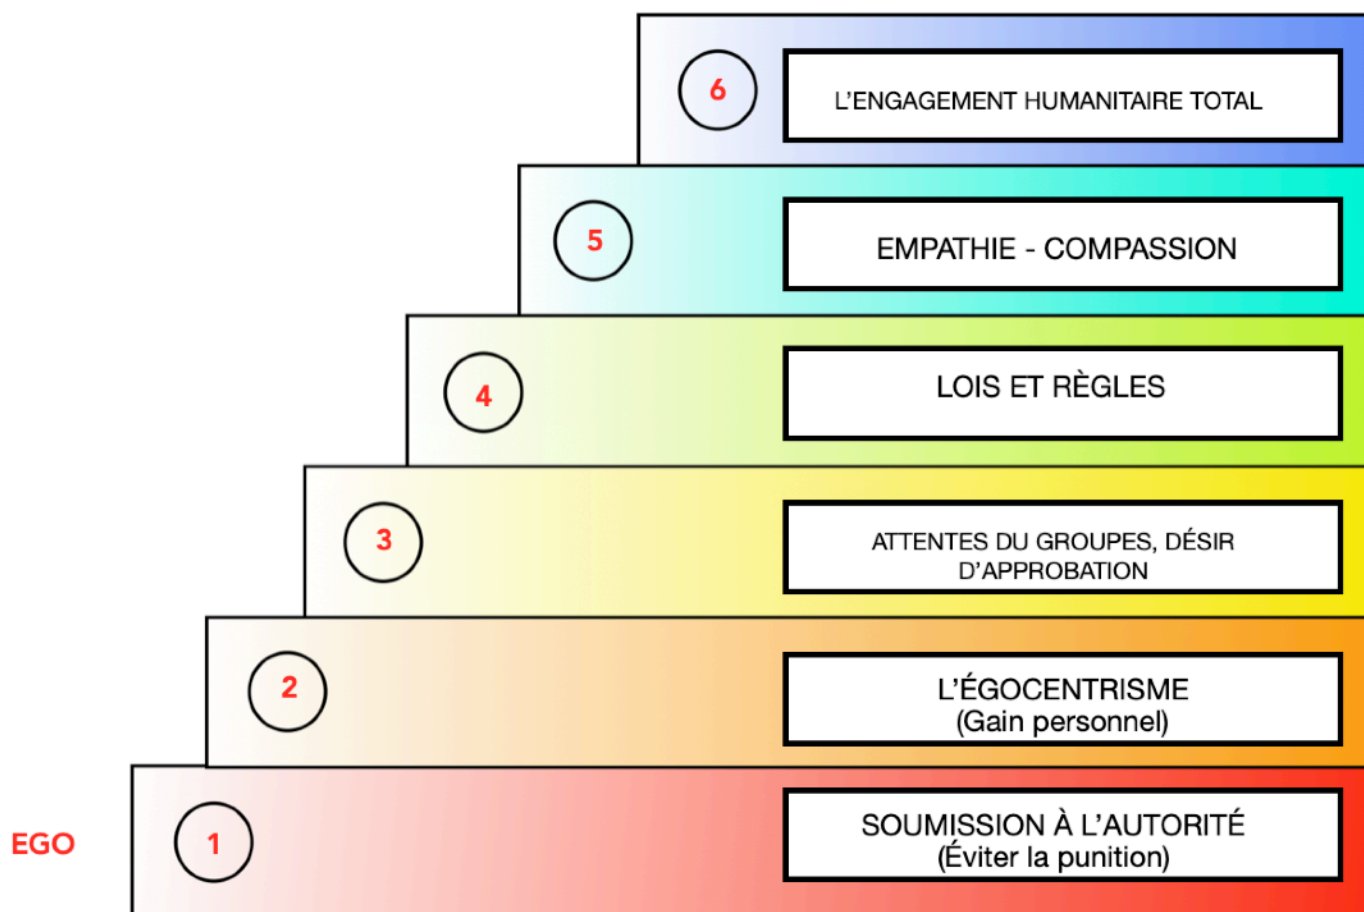 6
L'ENGAGEMENT HUMANITAIRE TOTAL
5
EMPATHIE - COMPASSION
4
LOIS ET RÈGLES
3
ATTENTES DU GROUPES, DÉSIR
D'APPROBATION
2
L'ÉGOCENTRISME
(Gain personnel)
EGO
1
SOUMISSION À L'AUTORITÉ
(Éviter la punition)